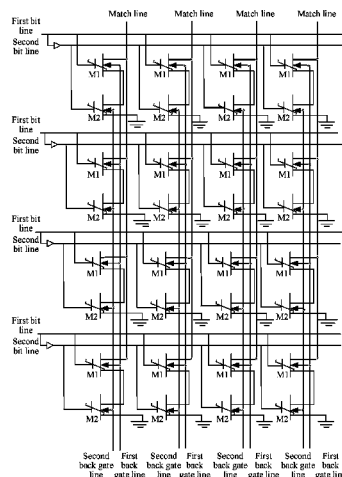 Match line Match line Match line Match line
First bit
line
Second
bit line
M1 M1 M1 M1
M2 M2 M2 M2
First bit
line
Second
bit line
M1 M1 M1 M1
M2 M2 M2 M2
First bit
line
Second
bit line
M1 M1 M1 M1
M2 M2 M2 M2
First bit
line
Second
bit line
M1 M1 M1 M1
M2 M2 M2 M2
Second First Second First Second First Second First
back gate back back gate back back gate back back gate back
line gate line line gate line line gate line line gate line